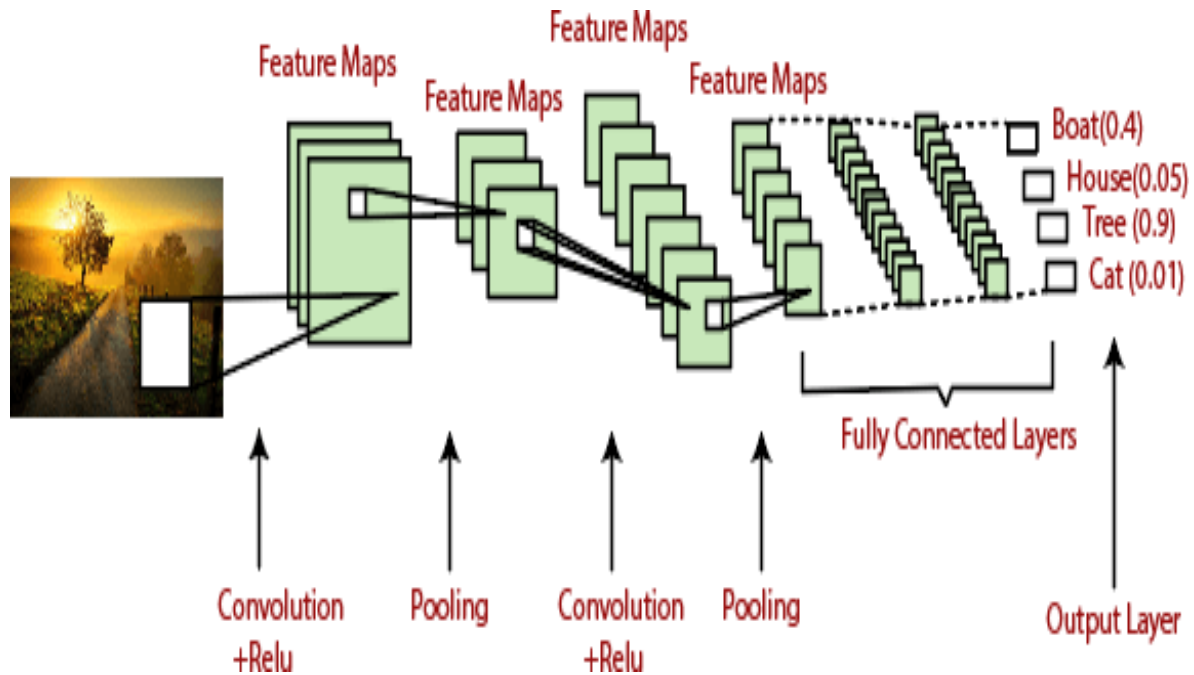 Feature Maps
Feature Maps
Feature Maps
Feature Maps
Boat(0.4)
House(0.05)
Tree (0.9)
Cat (0.01)
Fully Connected Layers
Convolution
+Relu
Pooling
Convolution
+Relu
Pooling
Output Layer